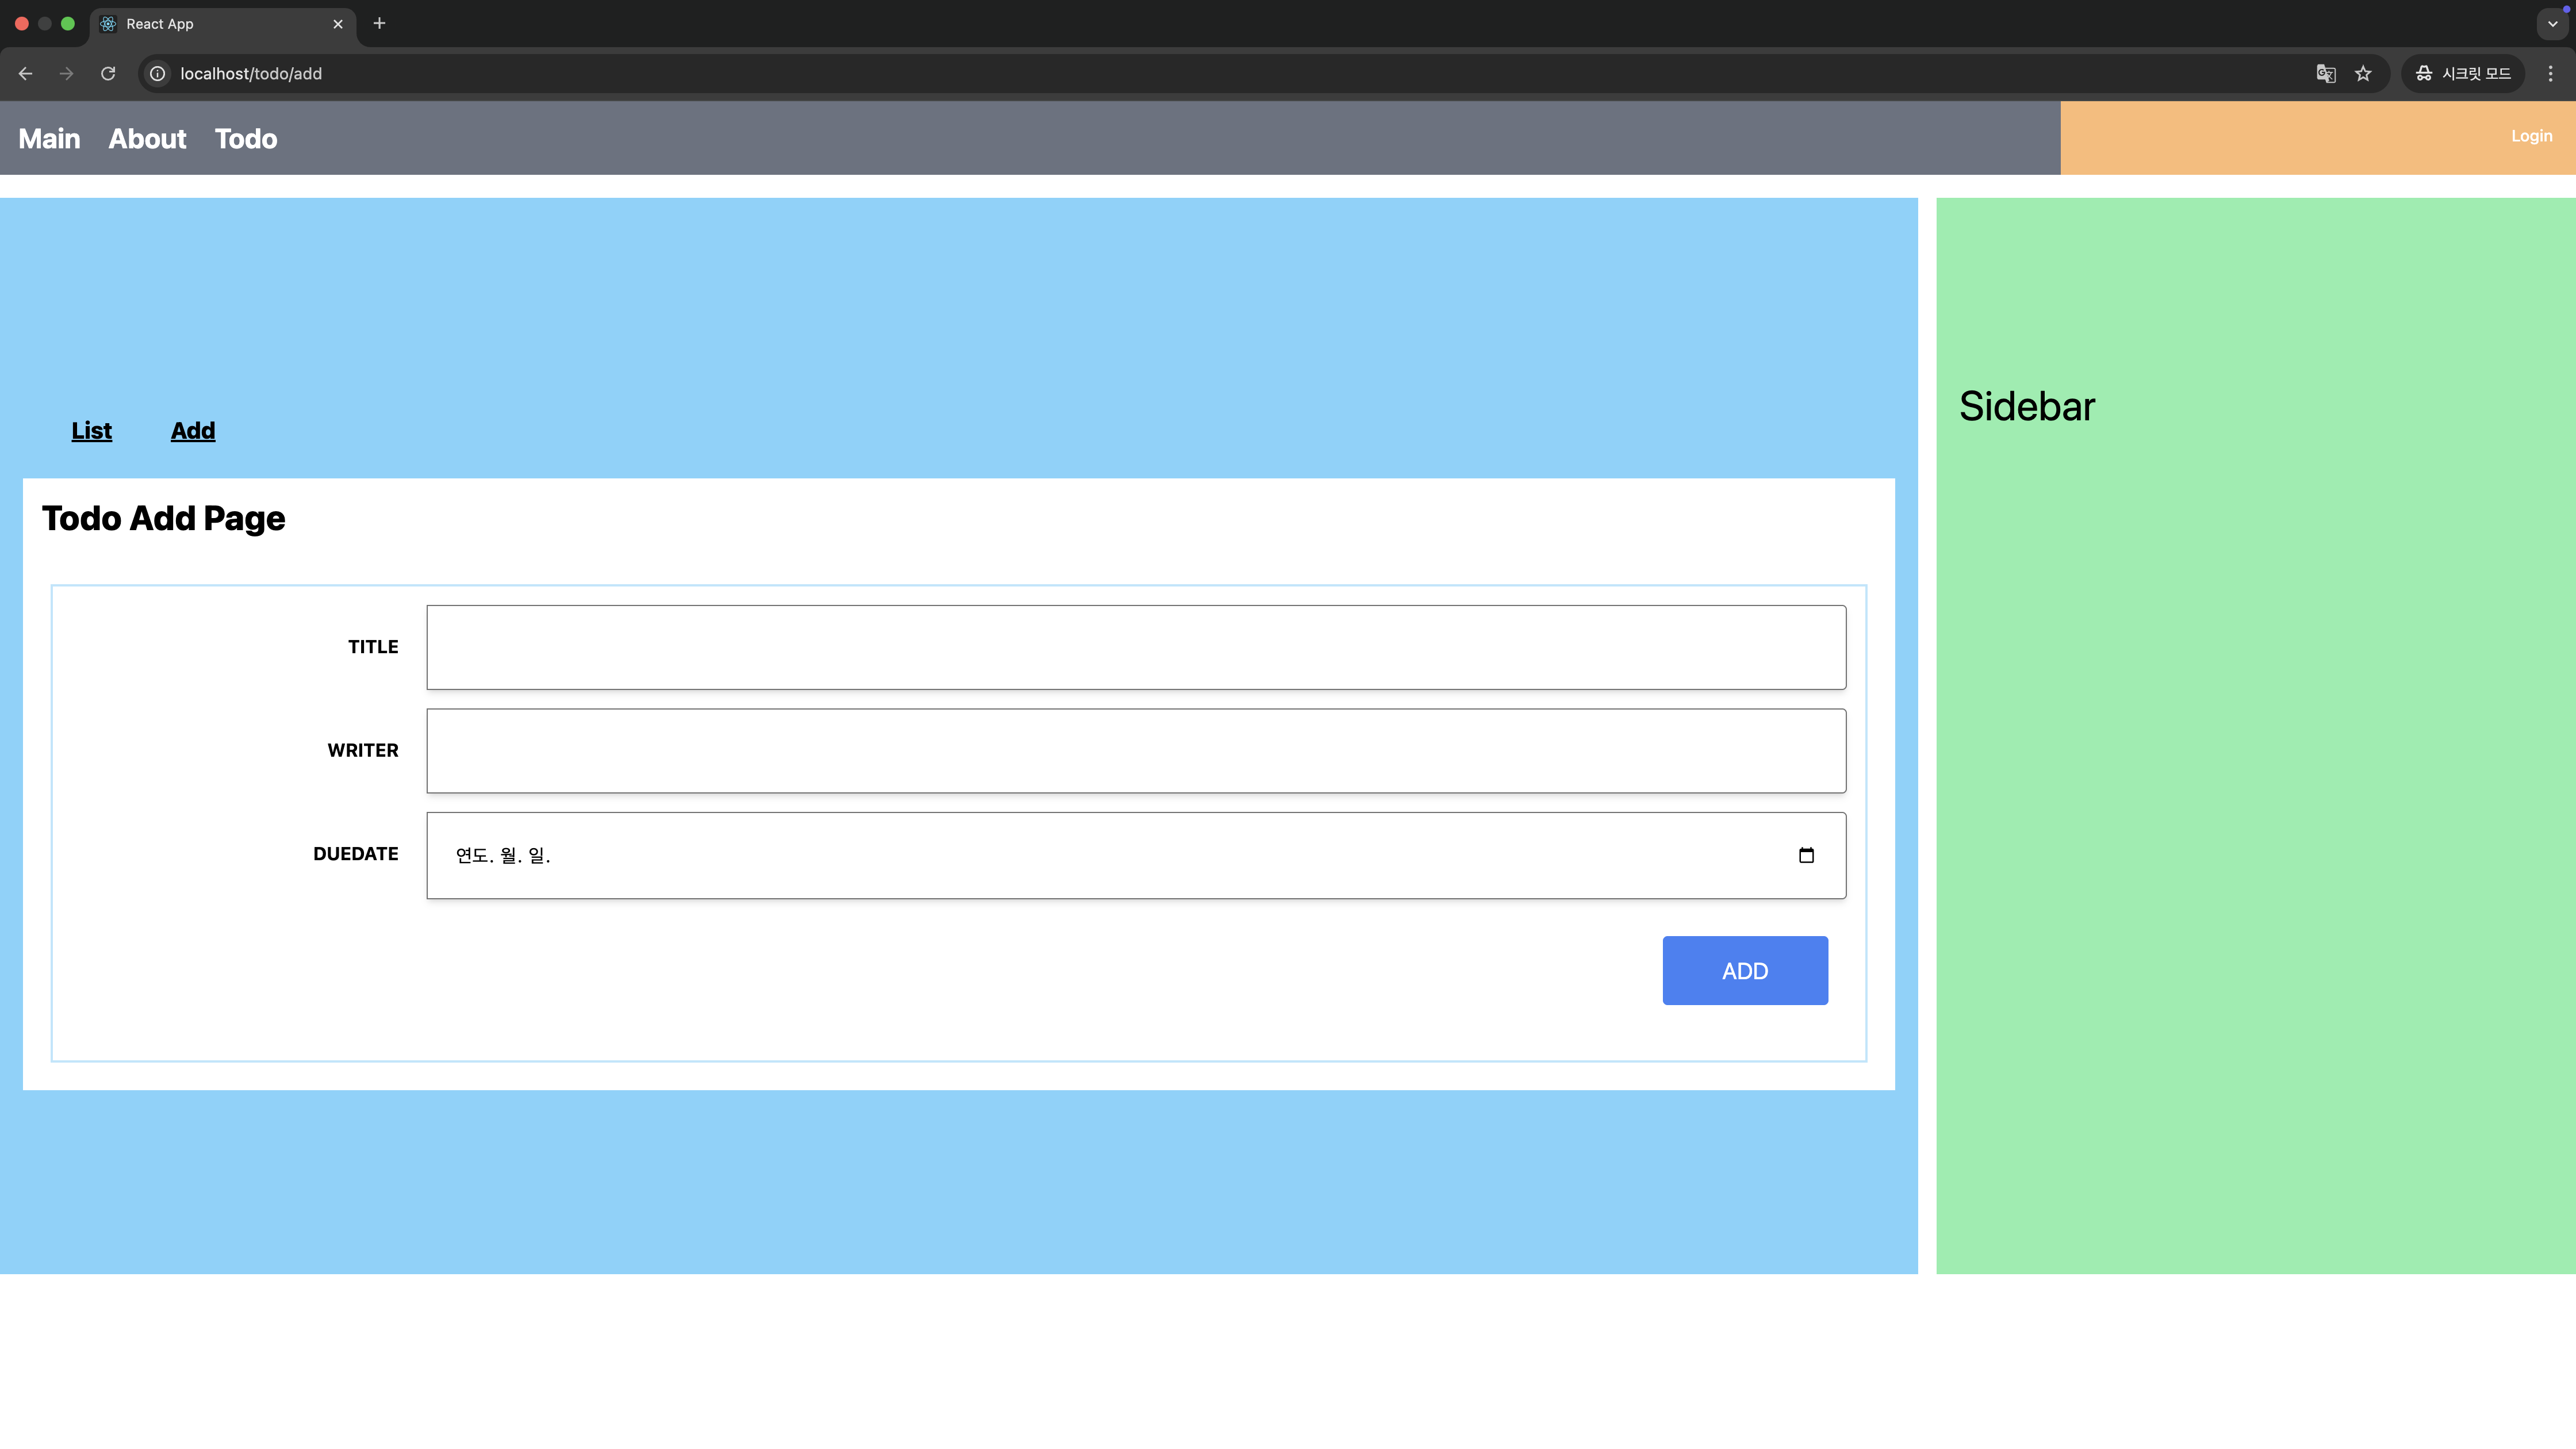 React App
localhost/todo/add
시크릿 모드
Main About Todo
Login
Sidebar
List Add
Todo Add Page
TITLE
WRITER
DUEDATE 연도. 월. 일.
ADD